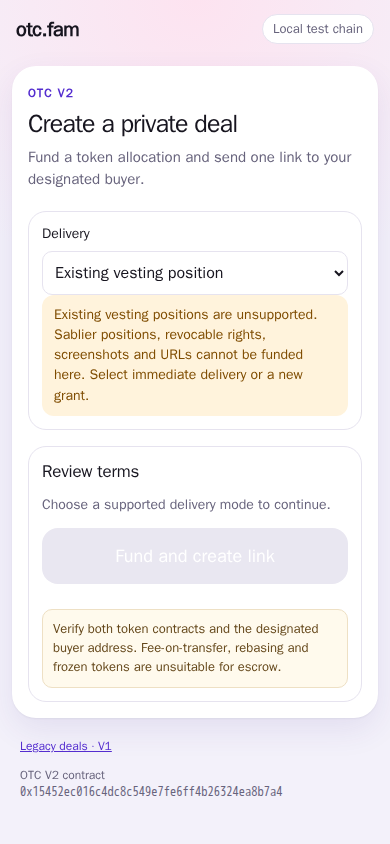 otc.fam
Local test chain
OTC V2
Create a private deal
Fund a token allocation and send one link to your
designated buyer.
Delivery
Existing vesting position
Existing vesting positions are unsupported.
Sablier positions, revocable rights,
screenshots and URLs cannot be funded
here. Select immediate delivery or a new
grant.
Review terms
Choose a supported delivery mode to continue.
Fund and create link
Verify both token contracts and the designated
buyer address. Fee-on-transfer, rebasing and
frozen tokens are unsuitable for escrow.
Legacy deals · V1
OTC V2 contract
0x15452ec016c4dc8c549e7fe6ff4b26324ea8b7a4